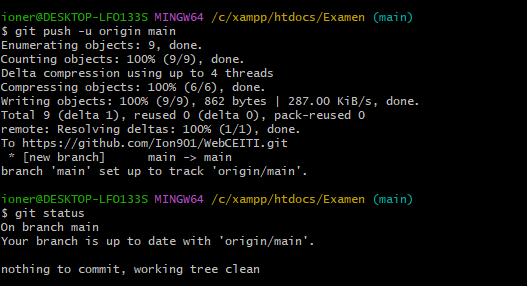 ioner@DESKTOP-LFO133S MINGW64 /c/xampp/htdocs/Examen (main)
$ git push -u origin main
Enumerating objects: 9, done.
Counting objects: 100% (9/9), done.
Delta compression using up to 4 threads
Compressing objects: 100% (6/6), done.
Writing objects: 100% (9/9), 862 bytes | 287.00 KiB/s, done.
Total 9 (delta 1), reused 0 (delta 0), pack-reused 0
remote: Resolving deltas: 100% (1/1), done.
To https://github.com/Ion901/WebCEITI.git
 * [new branch]      main -> main
branch 'main' set up to track 'origin/main'.

ioner@DESKTOP-LFO133S MINGW64 /c/xampp/htdocs/Examen (main)
$ git status
On branch main
Your branch is up to date with 'origin/main'.

nothing to commit, working tree clean